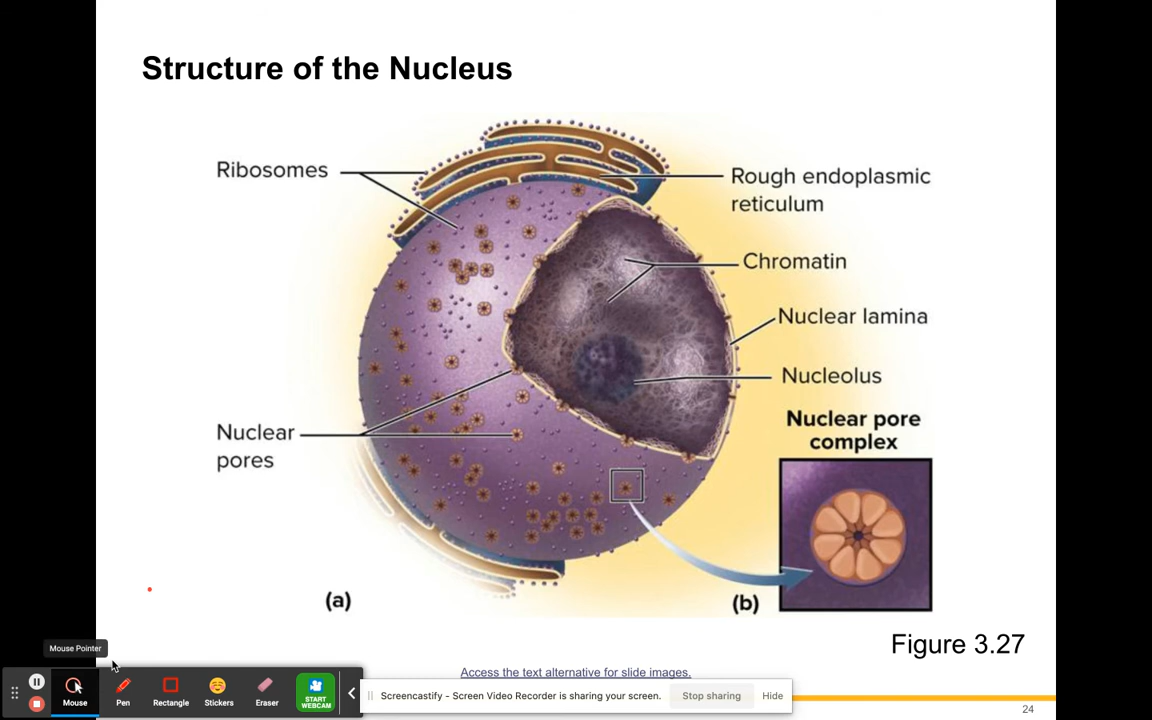 Structure of the Nucleus
Ribosomes
Rough endoplasmic
reticulum
Chromatin
Nuclear lamina
Nucleolus
Nuclear pore
complex
Nuclear
pores
(a)
(b)
Figure 3.27
Mouse Pointer
Access the text alternative for slide images.
Mouse
Pen
Rectangle
Stickers
Eraser
START
WEBCAM
Screencastify - Screen Video Recorder is sharing your screen.
Stop sharing
Hide
24